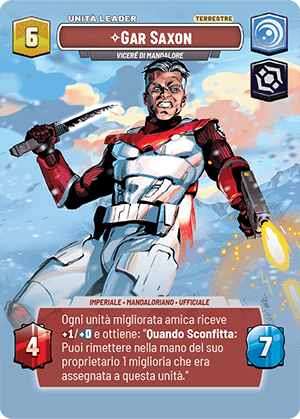 UNITÀ LEADER
TERRESTRE
6
✧GAR SAXON
VICERÉ DI MANDALORE
IMPERIALE • MANDALORIANO • UFFICIALE
Ogni unità migliorata amica riceve
+1/+0 e ottiene: "Quando Sconfitta:
Puoi rimettere nella mano del suo
proprietario 1 miglioria che era
assegnata a questa unità."
4
7